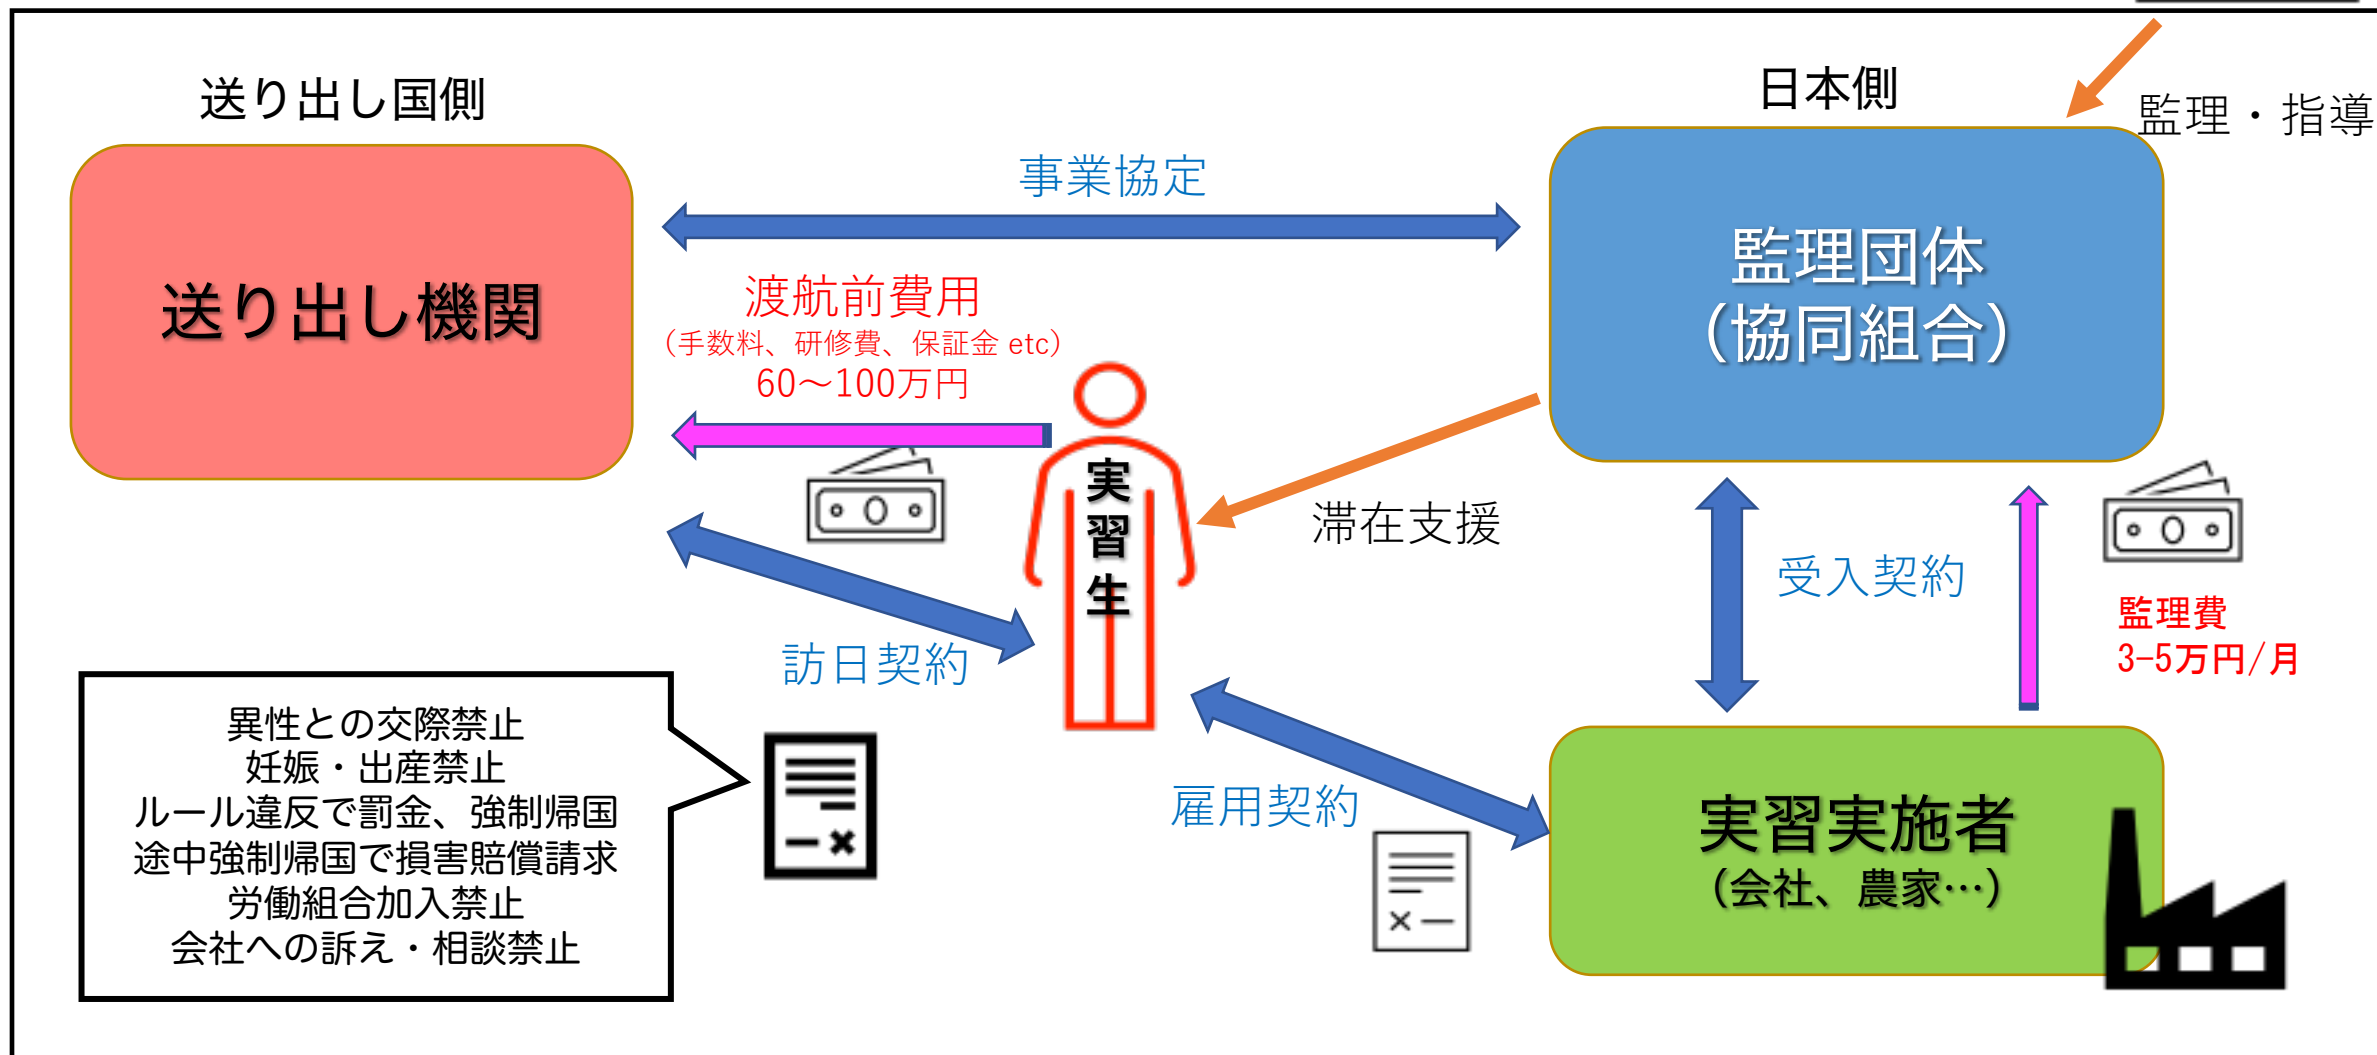 送り出し国側
日本側
監理・指導
事業協定
送り出し機関
監理団体
（協同組合）
渡航前費用
（手数料、研修費、保証金 etc）
60～100万円
実
習
生
滞在支援
受入契約
監理費
3−5万円/月
訪日契約
異性との交際禁止
妊娠・出産禁止
ルール違反で罰金、強制帰国
途中強制帰国で損害賠償請求
労働組合加入禁止
会社への訴え・相談禁止
雇用契約
実習実施者
（会社、農家…）